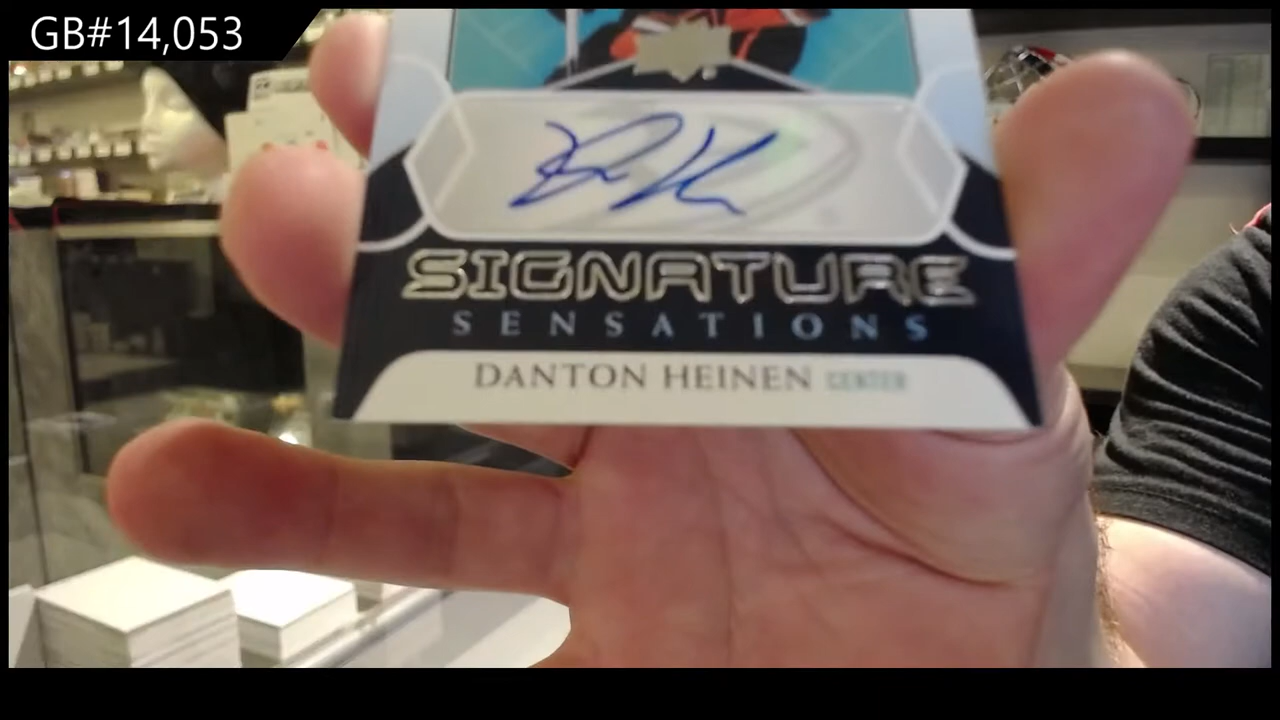 GB#14,053
SIGNATURE
SENSATIONS
DANTON HEINEN CENTER